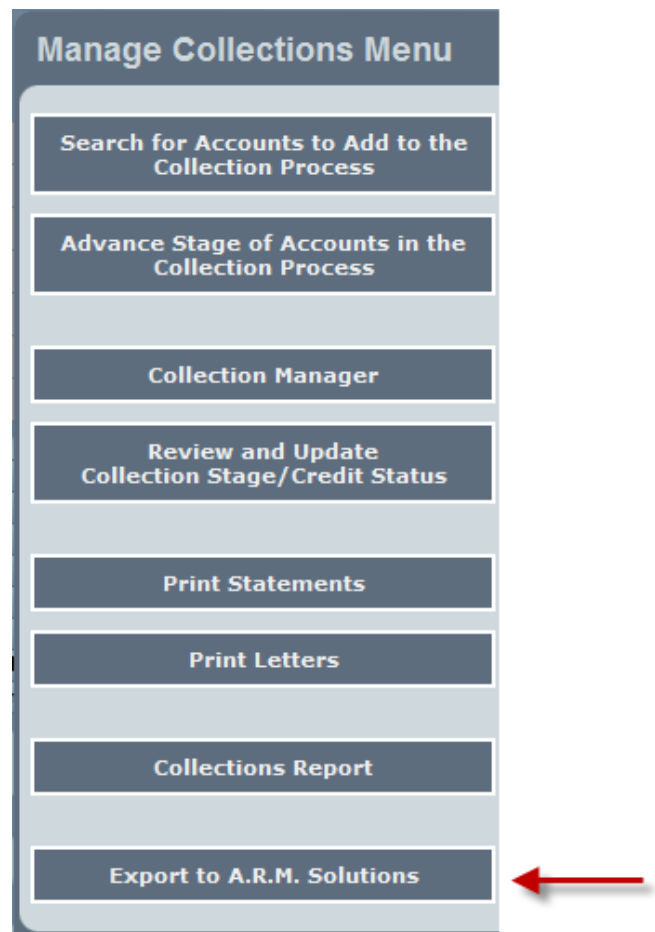 Manage Collections Menu
Search for Accounts to Add to the
Collection Process
Advance Stage of Accounts in the
Collection Process
Collection Manager
Review and Update
Collection Stage/Credit Status
Print Statements
Print Letters
Collections Report
Export to A.R.M. Solutions